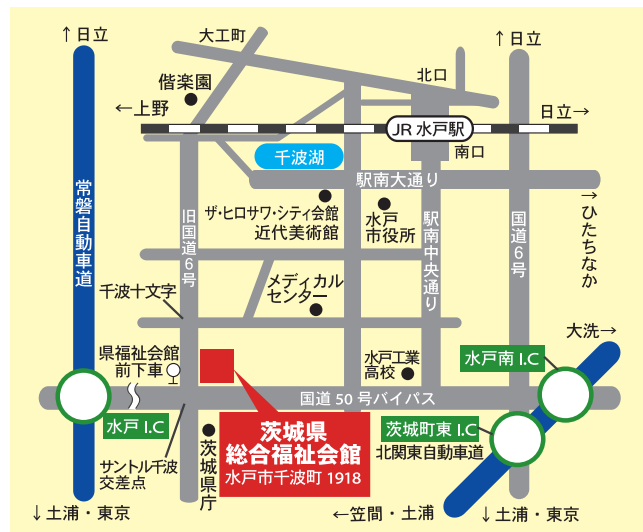 ↑日立
大工町
↑日立
北口
偕楽園
←上野
日立→
JR 水戸駅
南口
千波湖
駅南大通り
常磐自動車道
旧国道6号
ザ・ヒロサワ・シティ会館
近代美術館
水戸
市役所
駅南中央通り
国道6号
→ひたちなか
千波十文字
メディカル
センター
大洗→
県福祉会館
前下車
水戸工業
高校
水戸南 I.C
国道 50 号バイパス
水戸 I.C
茨城県
総合福祉会館
水戸市千波町 1918
茨城町東 I.C
北関東自動車道
サントル千波
交差点
茨城県庁
↓土浦・東京
←笠間・土浦
↓土浦・東京